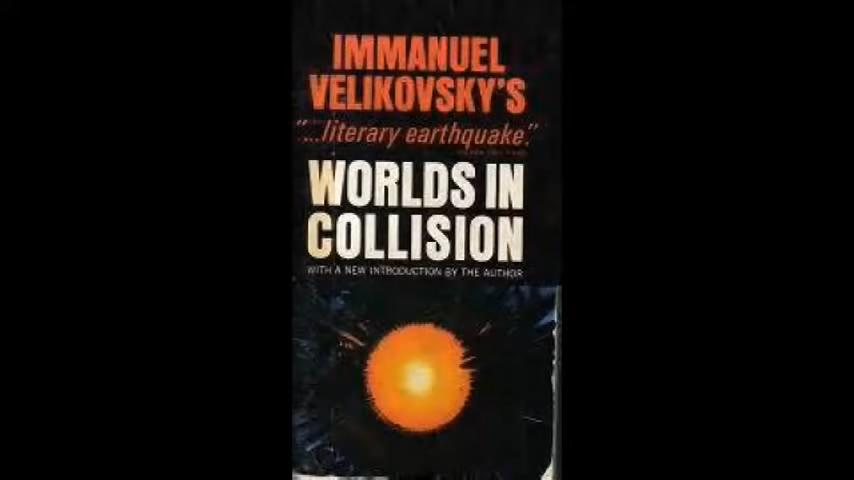 IMMANUEL
VELIKOVSKY'S
"...literary earthquake."
WORLDS IN
COLLISION
WITH A NEW INTRODUCTION BY THE AUTHOR